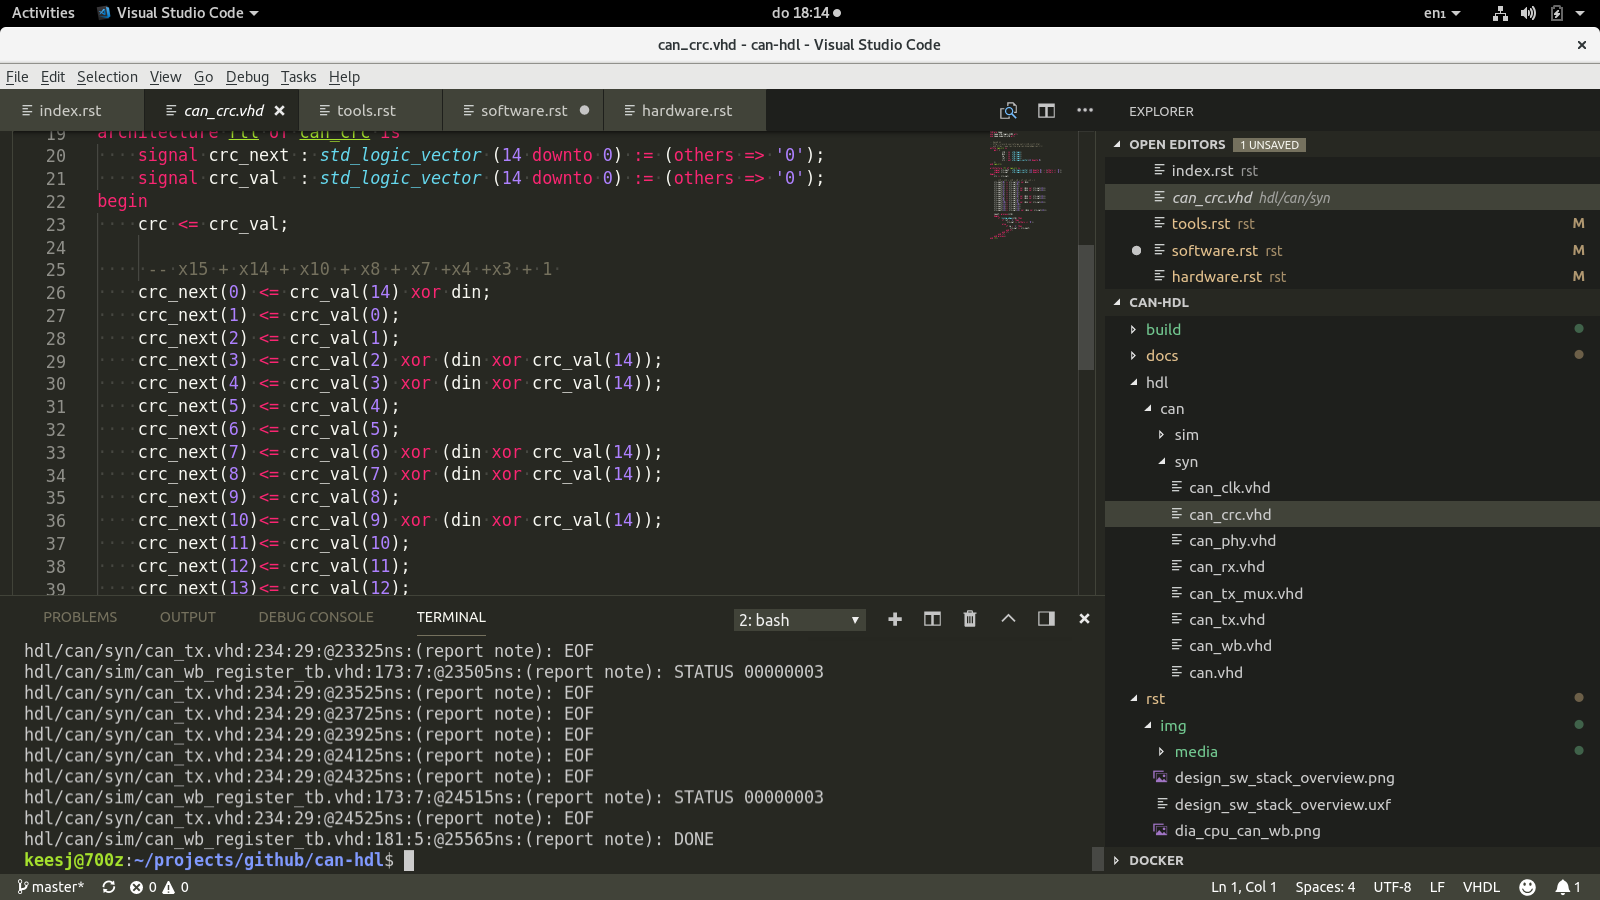 Activities Visual Studio Code do 18:14 en1
can_crc.vhd - can-hdl - Visual Studio Code
File Edit Selection View Go Debug Tasks Help
index.rst can_crc.vhd tools.rst software.rst hardware.rst
19 architecture rtl of can_crc is
20 signal crc_next : std_logic_vector (14 downto 0) := (others => '0');
21 signal crc_val : std_logic_vector (14 downto 0) := (others => '0');
22 begin
23 crc <= crc_val;
24
25 -- x15 + x14 + x10 + x8 + x7 +x4 +x3 + 1
26 crc_next(0) <= crc_val(14) xor din;
27 crc_next(1) <= crc_val(0);
28 crc_next(2) <= crc_val(1);
29 crc_next(3) <= crc_val(2) xor (din xor crc_val(14));
30 crc_next(4) <= crc_val(3) xor (din xor crc_val(14));
31 crc_next(5) <= crc_val(4);
32 crc_next(6) <= crc_val(5);
33 crc_next(7) <= crc_val(6) xor (din xor crc_val(14));
34 crc_next(8) <= crc_val(7) xor (din xor crc_val(14));
35 crc_next(9) <= crc_val(8);
36 crc_next(10)<= crc_val(9) xor (din xor crc_val(14));
37 crc_next(11)<= crc_val(10);
38 crc_next(12)<= crc_val(11);
39 crc_next(13)<= crc_val(12);
PROBLEMS OUTPUT DEBUG CONSOLE TERMINAL 2: bash
hdl/can/syn/can_tx.vhd:234:29:@23325ns:(report note): EOF
hdl/can/sim/can_wb_register_tb.vhd:173:7:@23505ns:(report note): STATUS 00000003
hdl/can/syn/can_tx.vhd:234:29:@23525ns:(report note): EOF
hdl/can/syn/can_tx.vhd:234:29:@23725ns:(report note): EOF
hdl/can/syn/can_tx.vhd:234:29:@23925ns:(report note): EOF
hdl/can/syn/can_tx.vhd:234:29:@24125ns:(report note): EOF
hdl/can/syn/can_tx.vhd:234:29:@24325ns:(report note): EOF
hdl/can/sim/can_wb_register_tb.vhd:173:7:@24515ns:(report note): STATUS 00000003
hdl/can/syn/can_tx.vhd:234:29:@24525ns:(report note): EOF
hdl/can/sim/can_wb_register_tb.vhd:181:5:@25565ns:(report note): DONE
keesj@700z:~/projects/github/can-hdl$
EXPLORER
OPEN EDITORS 1 UNSAVED
index.rst rst
can_crc.vhd hdl/can/syn
tools.rst rst M
software.rst rst M
hardware.rst rst M
CAN-HDL
build
docs
hdl
can
sim
syn
can_clk.vhd
can_crc.vhd
can_phy.vhd
can_rx.vhd
can_tx_mux.vhd
can_tx.vhd
can_wb.vhd
can.vhd
rst
img
media
design_sw_stack_overview.png
design_sw_stack_overview.uxf
dia_cpu_can_wb.png
DOCKER
master* 0 0 Ln 1, Col 1 Spaces: 4 UTF-8 LF VHDL 1